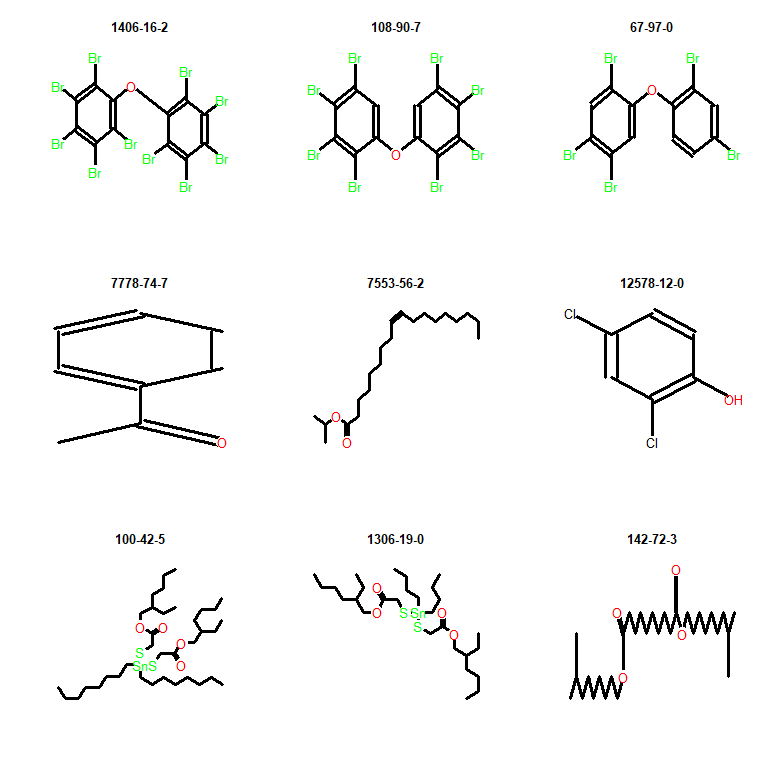 1406-16-2
Br
Br
Br O
Br
Br Br
Br Br
Br
Br
108-90-7
Br Br
Br Br
Br O Br
Br Br
67-97-0
Br Br
O
Br Br
Br
7778-74-7
O
7553-56-2
O
O
12578-12-0
Cl
OH
Cl
100-42-5
O O
O
S
SnS O
1306-19-0
O
O S Sn O
S
O
142-72-3
O
O
O
O